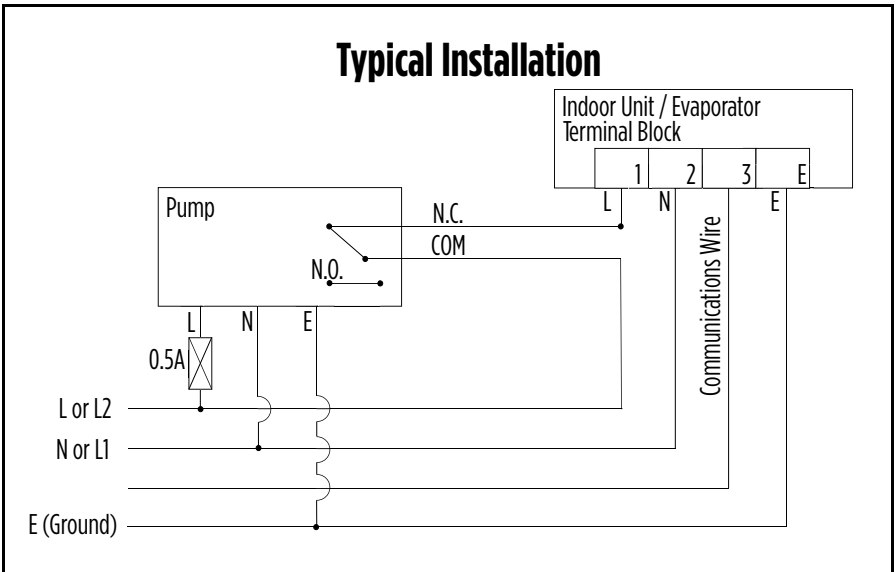 Typical Installation
Indoor Unit / Evaporator
Terminal Block
1 2 3 E
L N E
Communications Wire
Pump
N.C.
COM
N.O.
L N E
0.5A
L or L2
N or L1
E (Ground)